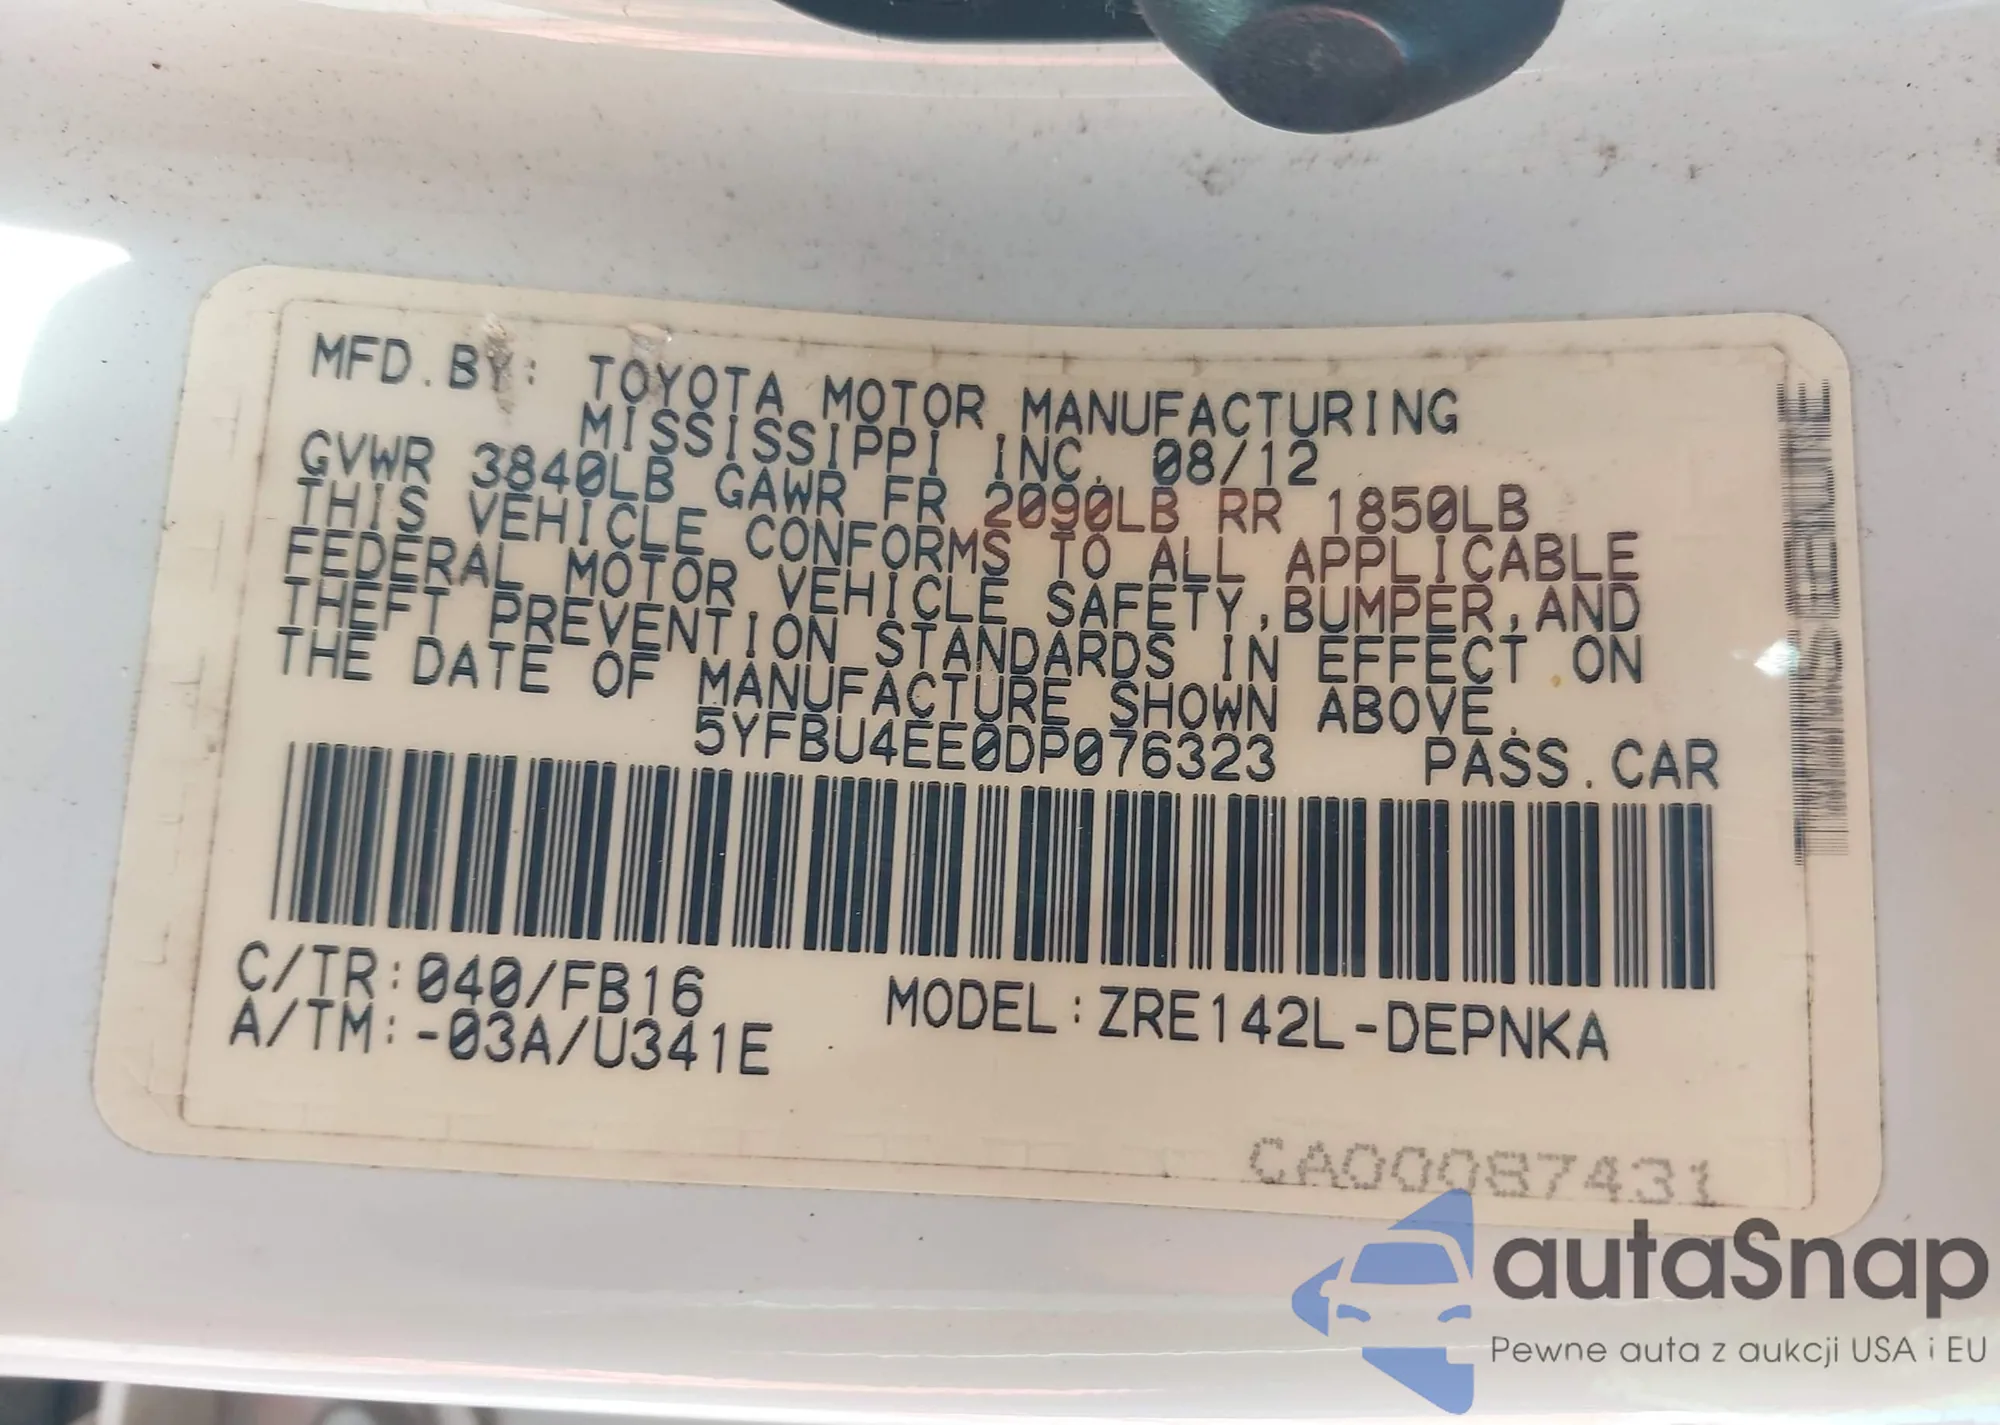 MFD.BY: TOYOTA MOTOR MANUFACTURING
MISSISSIPPI INC. 08/12
GVWR 3840LB GAWR FR 2090LB RR 1850LB
THIS VEHICLE CONFORMS TO ALL APPLICABLE
FEDERAL MOTOR VEHICLE SAFETY,BUMPER,AND
THEFT PREVENTION STANDARDS IN EFFECT ON
THE DATE OF MANUFACTURE SHOWN ABOVE.
5YFBU4EE0DP076323 PASS.CAR
C/TR:040/FB16
A/TM:-03A/U341E
MODEL:ZRE142L-DEPNKA
CA00087431
autaSnap
Pewne auta z aukcji USA i EU